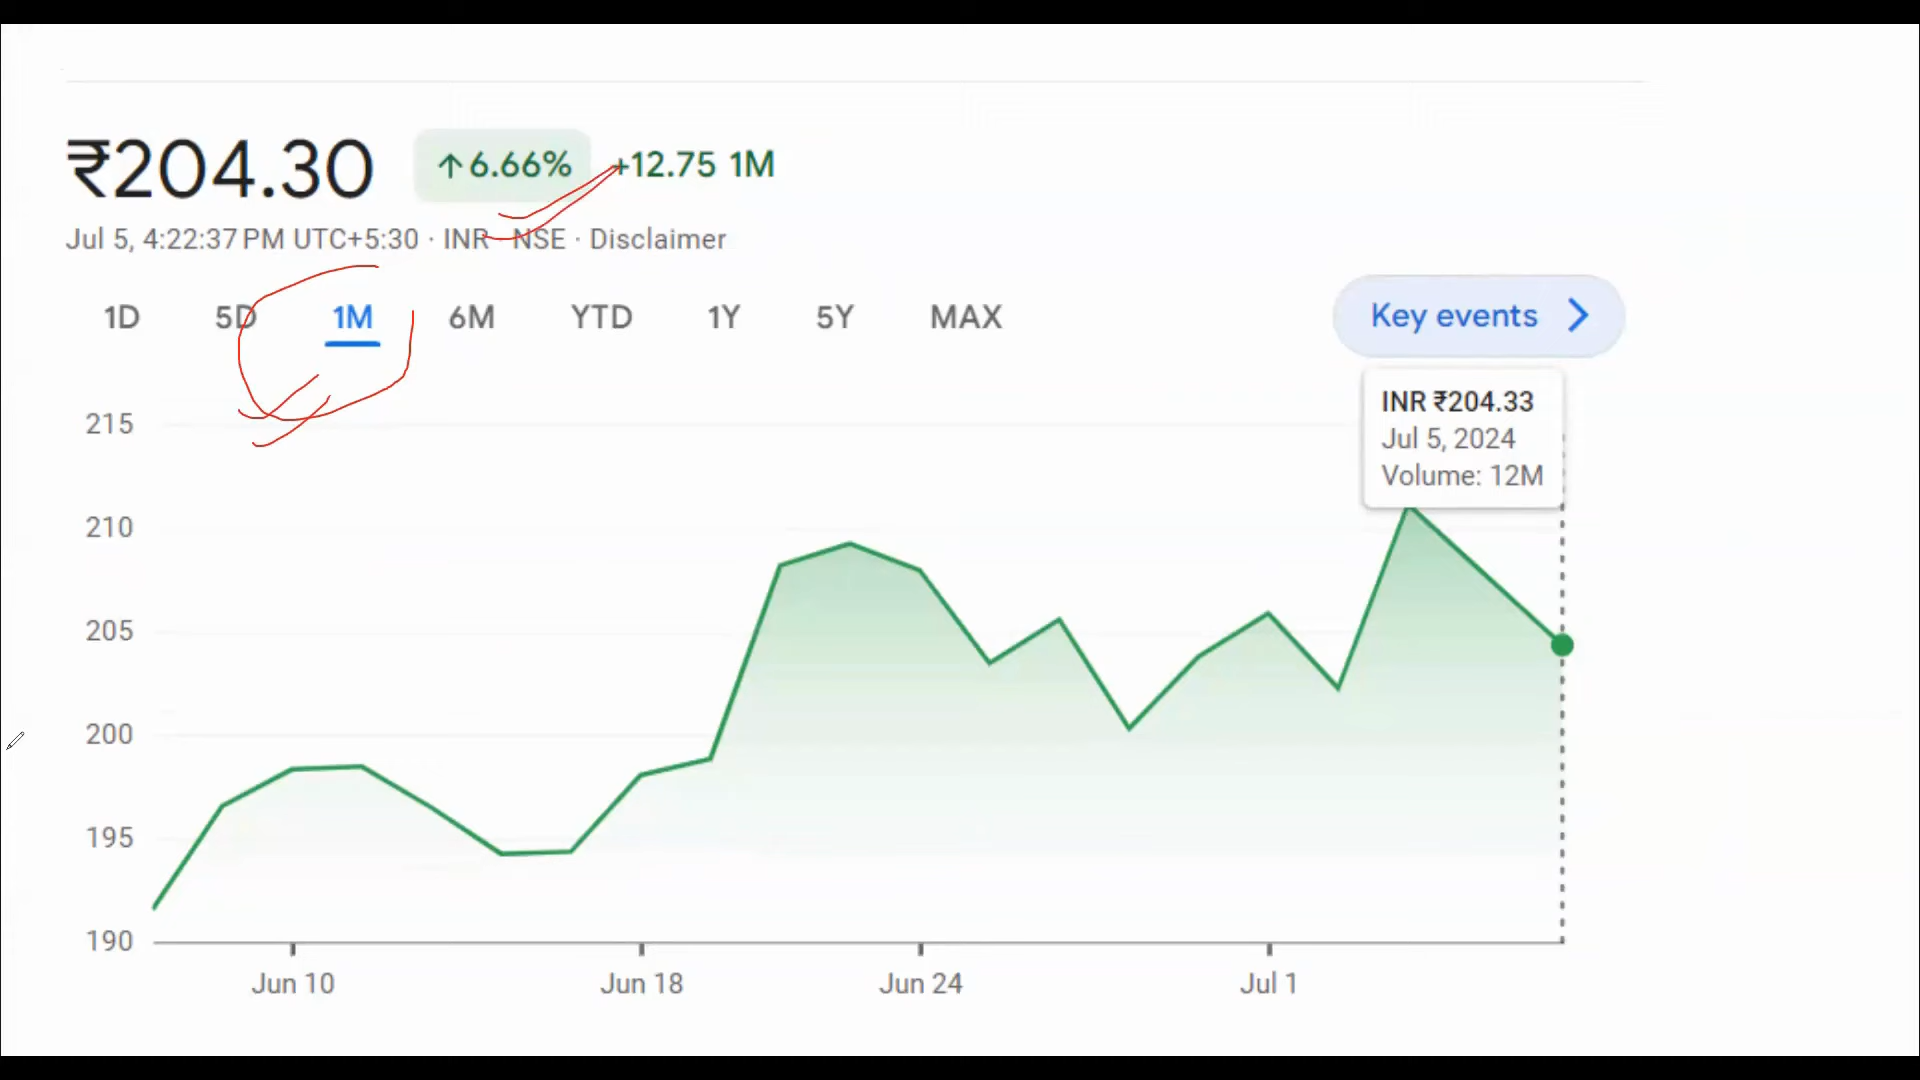 ₹204.30 ↑6.66% +12.75 1M
Jul 5, 4:22:37 PM UTC+5:30 · INR · NSE · Disclaimer
1D 5D 1M 6M YTD 1Y 5Y MAX Key events
INR ₹204.33
Jul 5, 2024
Volume: 12M
215
210
205
200
195
190
Jun 10 Jun 18 Jun 24 Jul 1